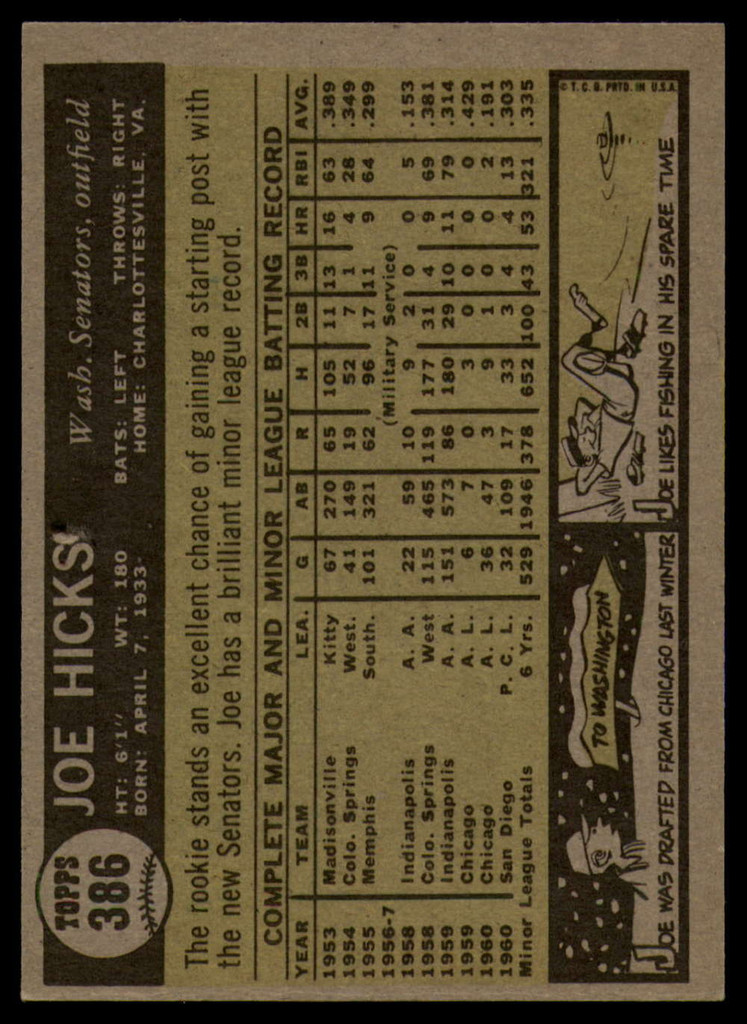 TOPPS
386
JOE HICKS
Wash. Senators, outfield
HT: 6'1" WT: 180 BATS: LEFT THROWS: RIGHT
BORN: APRIL 7, 1933 HOME: CHARLOTTESVILLE, VA.
The rookie stands an excellent chance of gaining a starting post with
the new Senators. Joe has a brilliant minor league record.
COMPLETE MAJOR AND MINOR LEAGUE BATTING RECORD
YEAR TEAM LEA. G AB R H 2B 3B HR RBI AVG.
1953 Madisonville Kitty 67 270 65 105 11 13 16 63 .389
1954 Colo. Springs West. 41 149 19 52 7 1 4 28 .349
1955 Memphis South. 101 321 62 96 17 11 9 64 .299
1956-7 (Military Service)
1958 Indianapolis A. A. 22 59 10 9 2 0 0 5 .153
1958 Colo. Springs West 115 465 119 177 31 4 9 69 .381
1959 Indianapolis A. A. 151 573 86 180 29 10 11 79 .314
1959 Chicago A. L. 6 7 0 3 0 0 0 0 .429
1960 Chicago A. L. 36 47 3 9 1 0 0 2 .191
1960 San Diego P. C. L. 32 109 17 33 3 4 4 13 .303
Minor League Totals 6 Yrs. 529 1946 378 652 100 43 53 321 .335
TO WASHINGTON
JOE WAS DRAFTED FROM CHICAGO LAST WINTER
© T. C. G. PRTD. IN U.S.A.
JOE LIKES FISHING IN HIS SPARE TIME